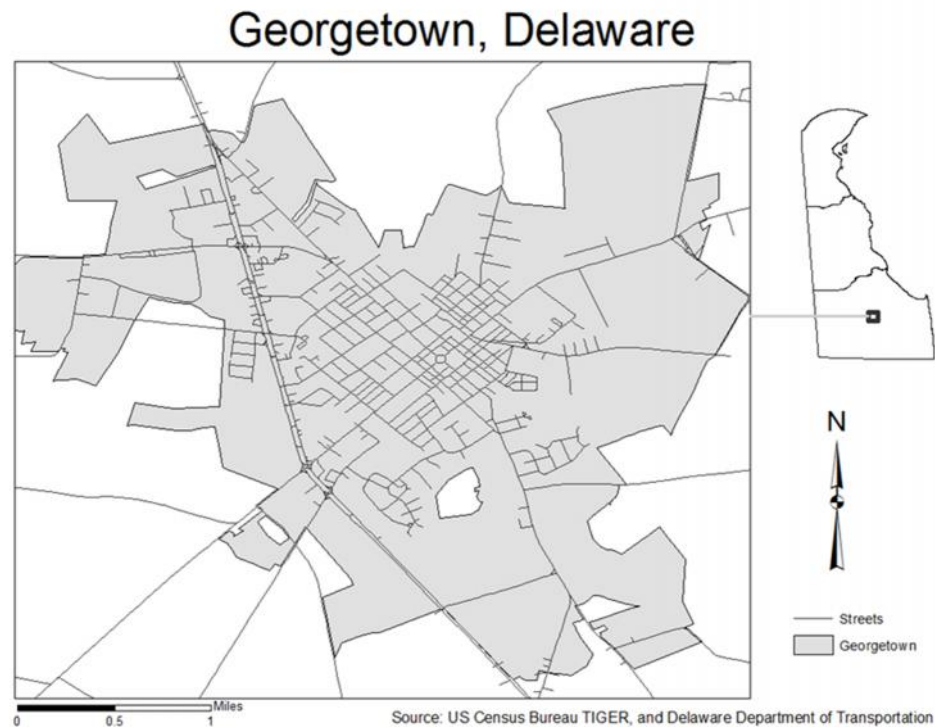 Georgetown, Delaware
N
Streets
Georgetown
Miles
0 0.5 1
Source: US Census Bureau TIGER, and Delaware Department of Transportation